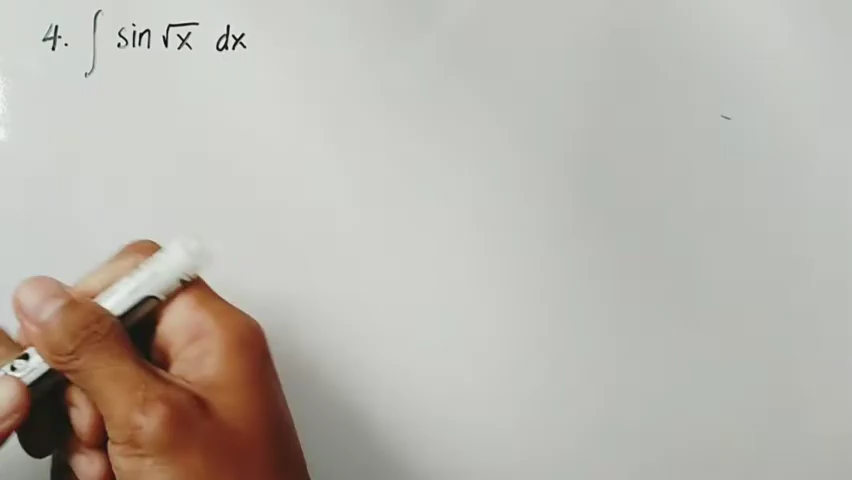 4. ∫ sin √x dx